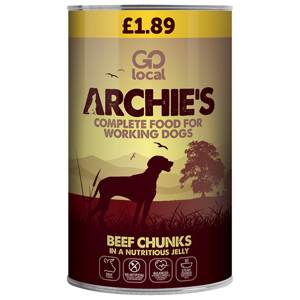 £1.89
GO
local
ARCHIE'S
COMPLETE FOOD FOR
WORKING DOGS
BEEF CHUNKS
IN A NUTRITIOUS JELLY